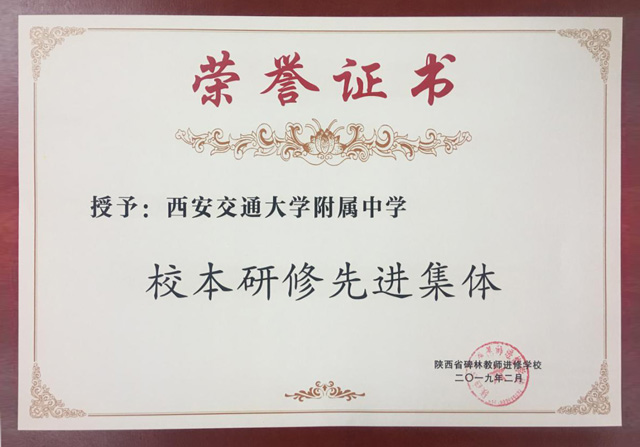 荣誉证书
授予：西安交通大学附属中学
校本研修先进集体
陕西省碑林教师进修学校
二〇一九年二月